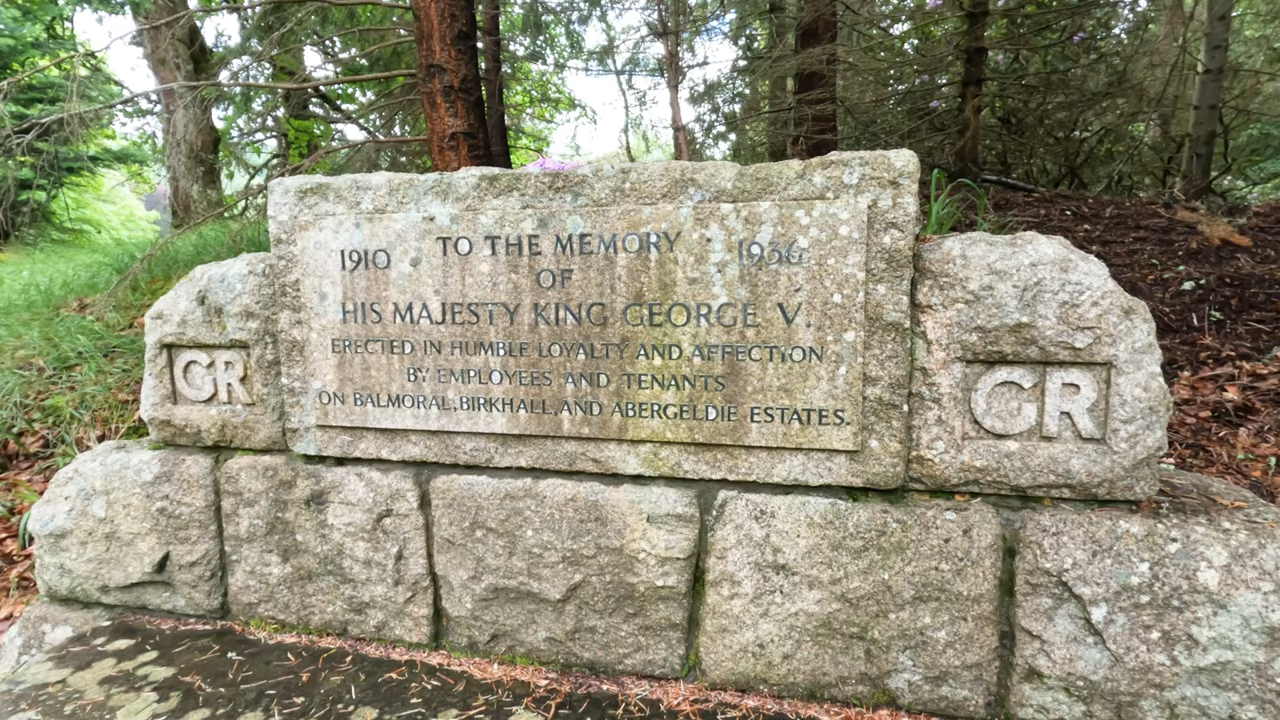 1910 TO THE MEMORY 1936
OF
HIS MAJESTY KING GEORGE V.
ERECTED IN HUMBLE LOYALTY AND AFFECTION
BY EMPLOYEES AND TENANTS
ON BALMORAL, BIRKHALL, AND ABERGELDIE ESTATES.
GR
GR